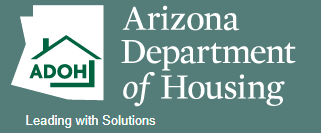 ADOH
Arizona
Department
of Housing
Leading with Solutions